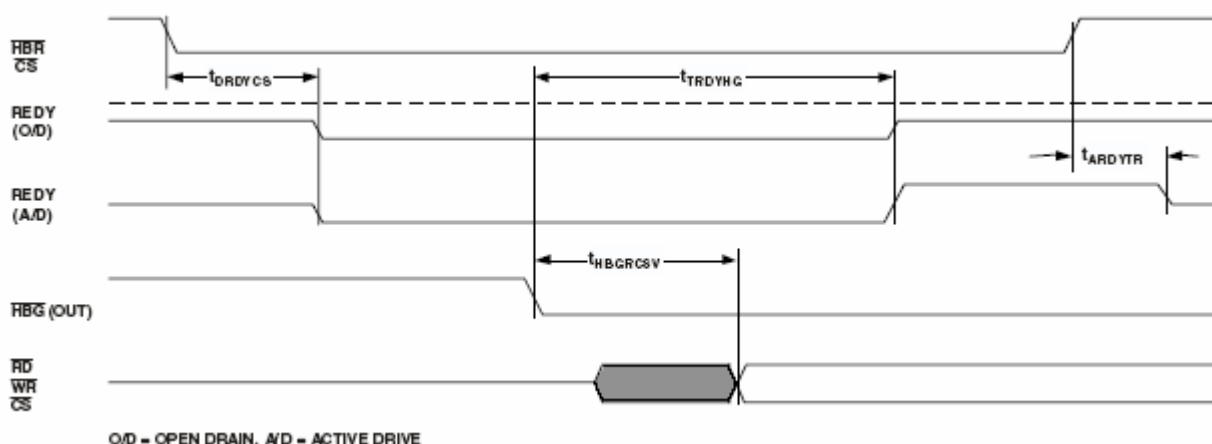 HBR
CS
tDRDYCS
tTRDYHG
REDY
(O/D)
tARDYTR
REDY
(A/D)
tHBGRCSV
HBG (OUT)
RD
WR
CS
O/D = OPEN DRAIN, A/D = ACTIVE DRIVE